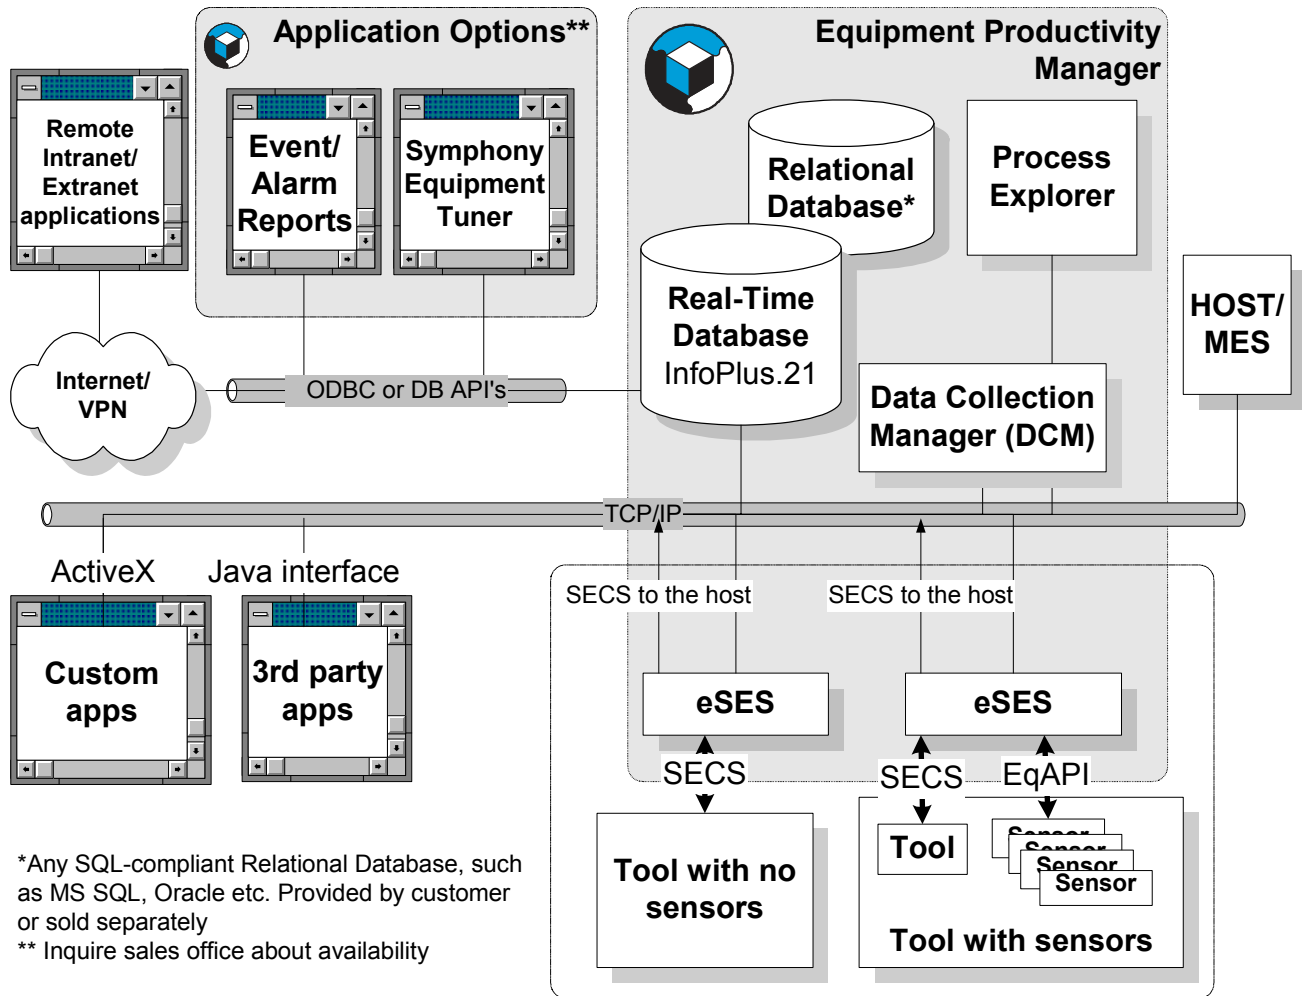 Application Options**
Equipment Productivity
Manager
Remote
Intranet/
Extranet
applications
Event/
Alarm
Reports
Symphony
Equipment
Tuner
Relational
Database*
Process
Explorer
Real-Time
Database
InfoPlus.21
HOST/
MES
Internet/
VPN
ODBC or DB API's
Data Collection
Manager (DCM)
TCP/IP
ActiveX
Java interface
SECS to the host
SECS to the host
Custom
apps
3rd party
apps
eSES
eSES
SECS
SECS
EqAPI
Tool with no
sensors
Tool
Sensor
Sensor
Sensor
Sensor
Tool with sensors
*Any SQL-compliant Relational Database, such
as MS SQL, Oracle etc. Provided by customer
or sold separately
** Inquire sales office about availability